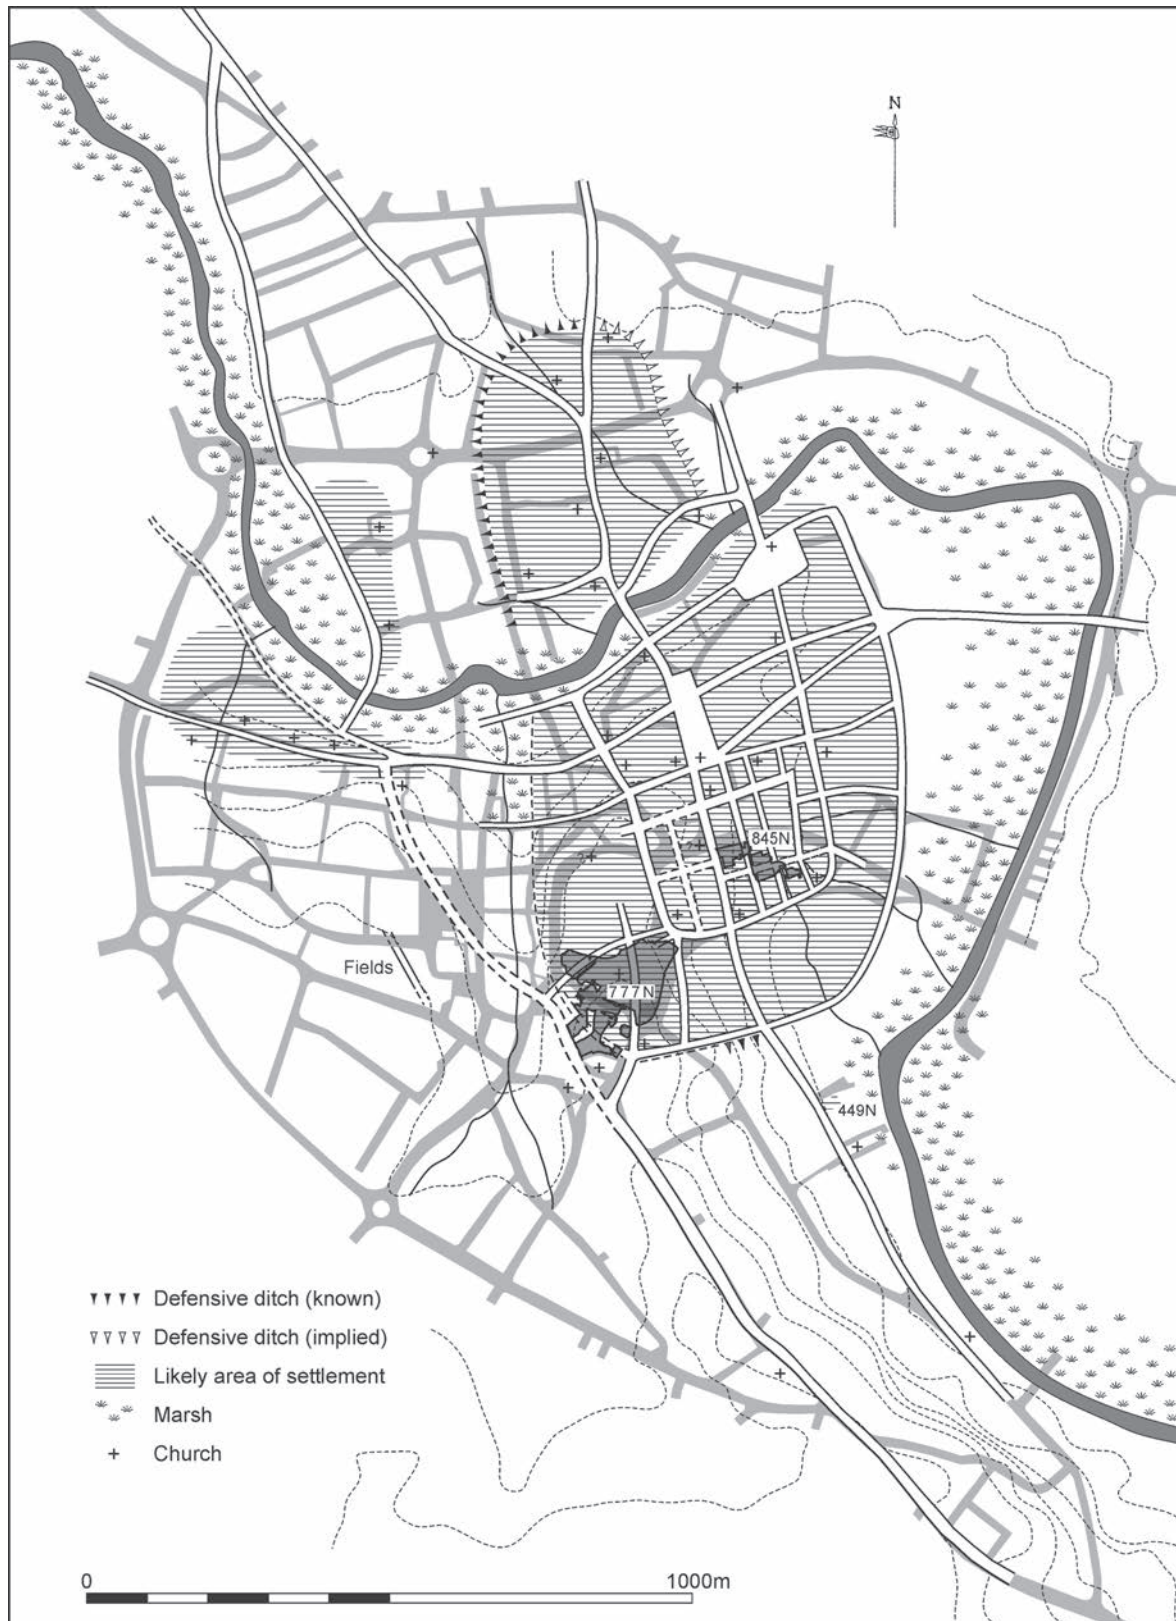 N
845N
Fields
777N
449N
Defensive ditch (known)
Defensive ditch (implied)
Likely area of settlement
Marsh
Church
0 1000m